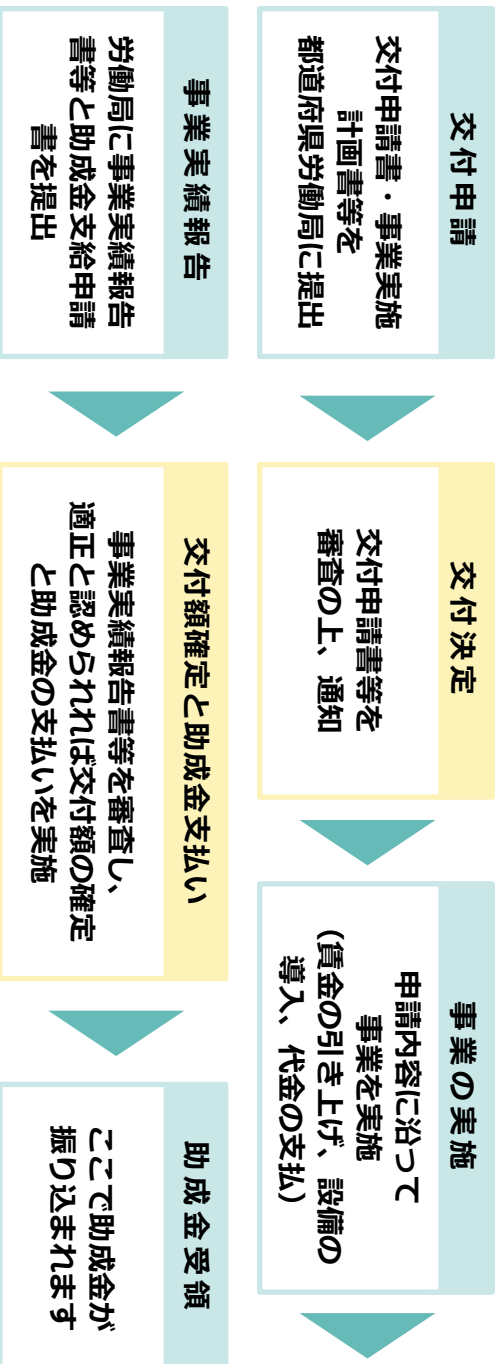 交付申請
交付申請書・事業実施
計画書等を
都道府県労働局に提出
交付決定
交付申請書等を
審査の上、通知
事業の実施
申請内容に沿って
事業を実施
(賃金の引き上げ、設備の
導入、代金の支払)
事業実績報告
労働局に事業実績報告
書等と助成金支給申請
書を提出
交付額確定と助成金支払い
事業実績報告書等を審査し、
適正と認められれば交付額の確定
と助成金の支払いを実施
助成金受領
ここで助成金が
振り込まれます